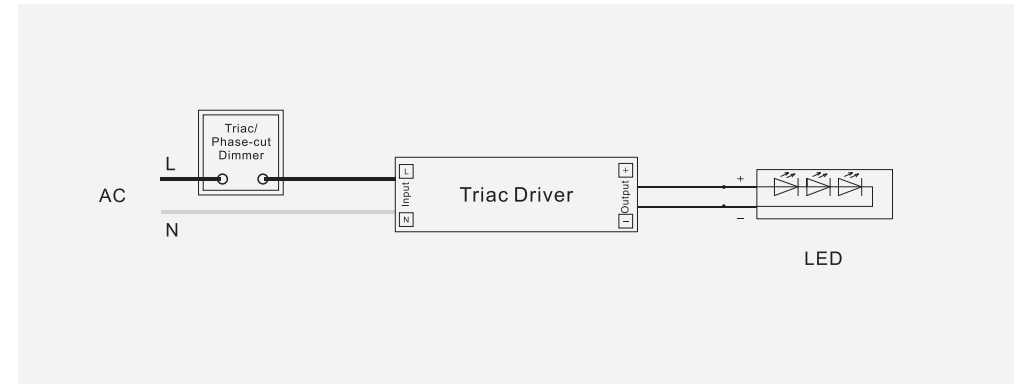 Triac/
Phase-cut
Dimmer
L
AC
N
L
Input
N
Triac Driver
+
Output
−
+
−
LED